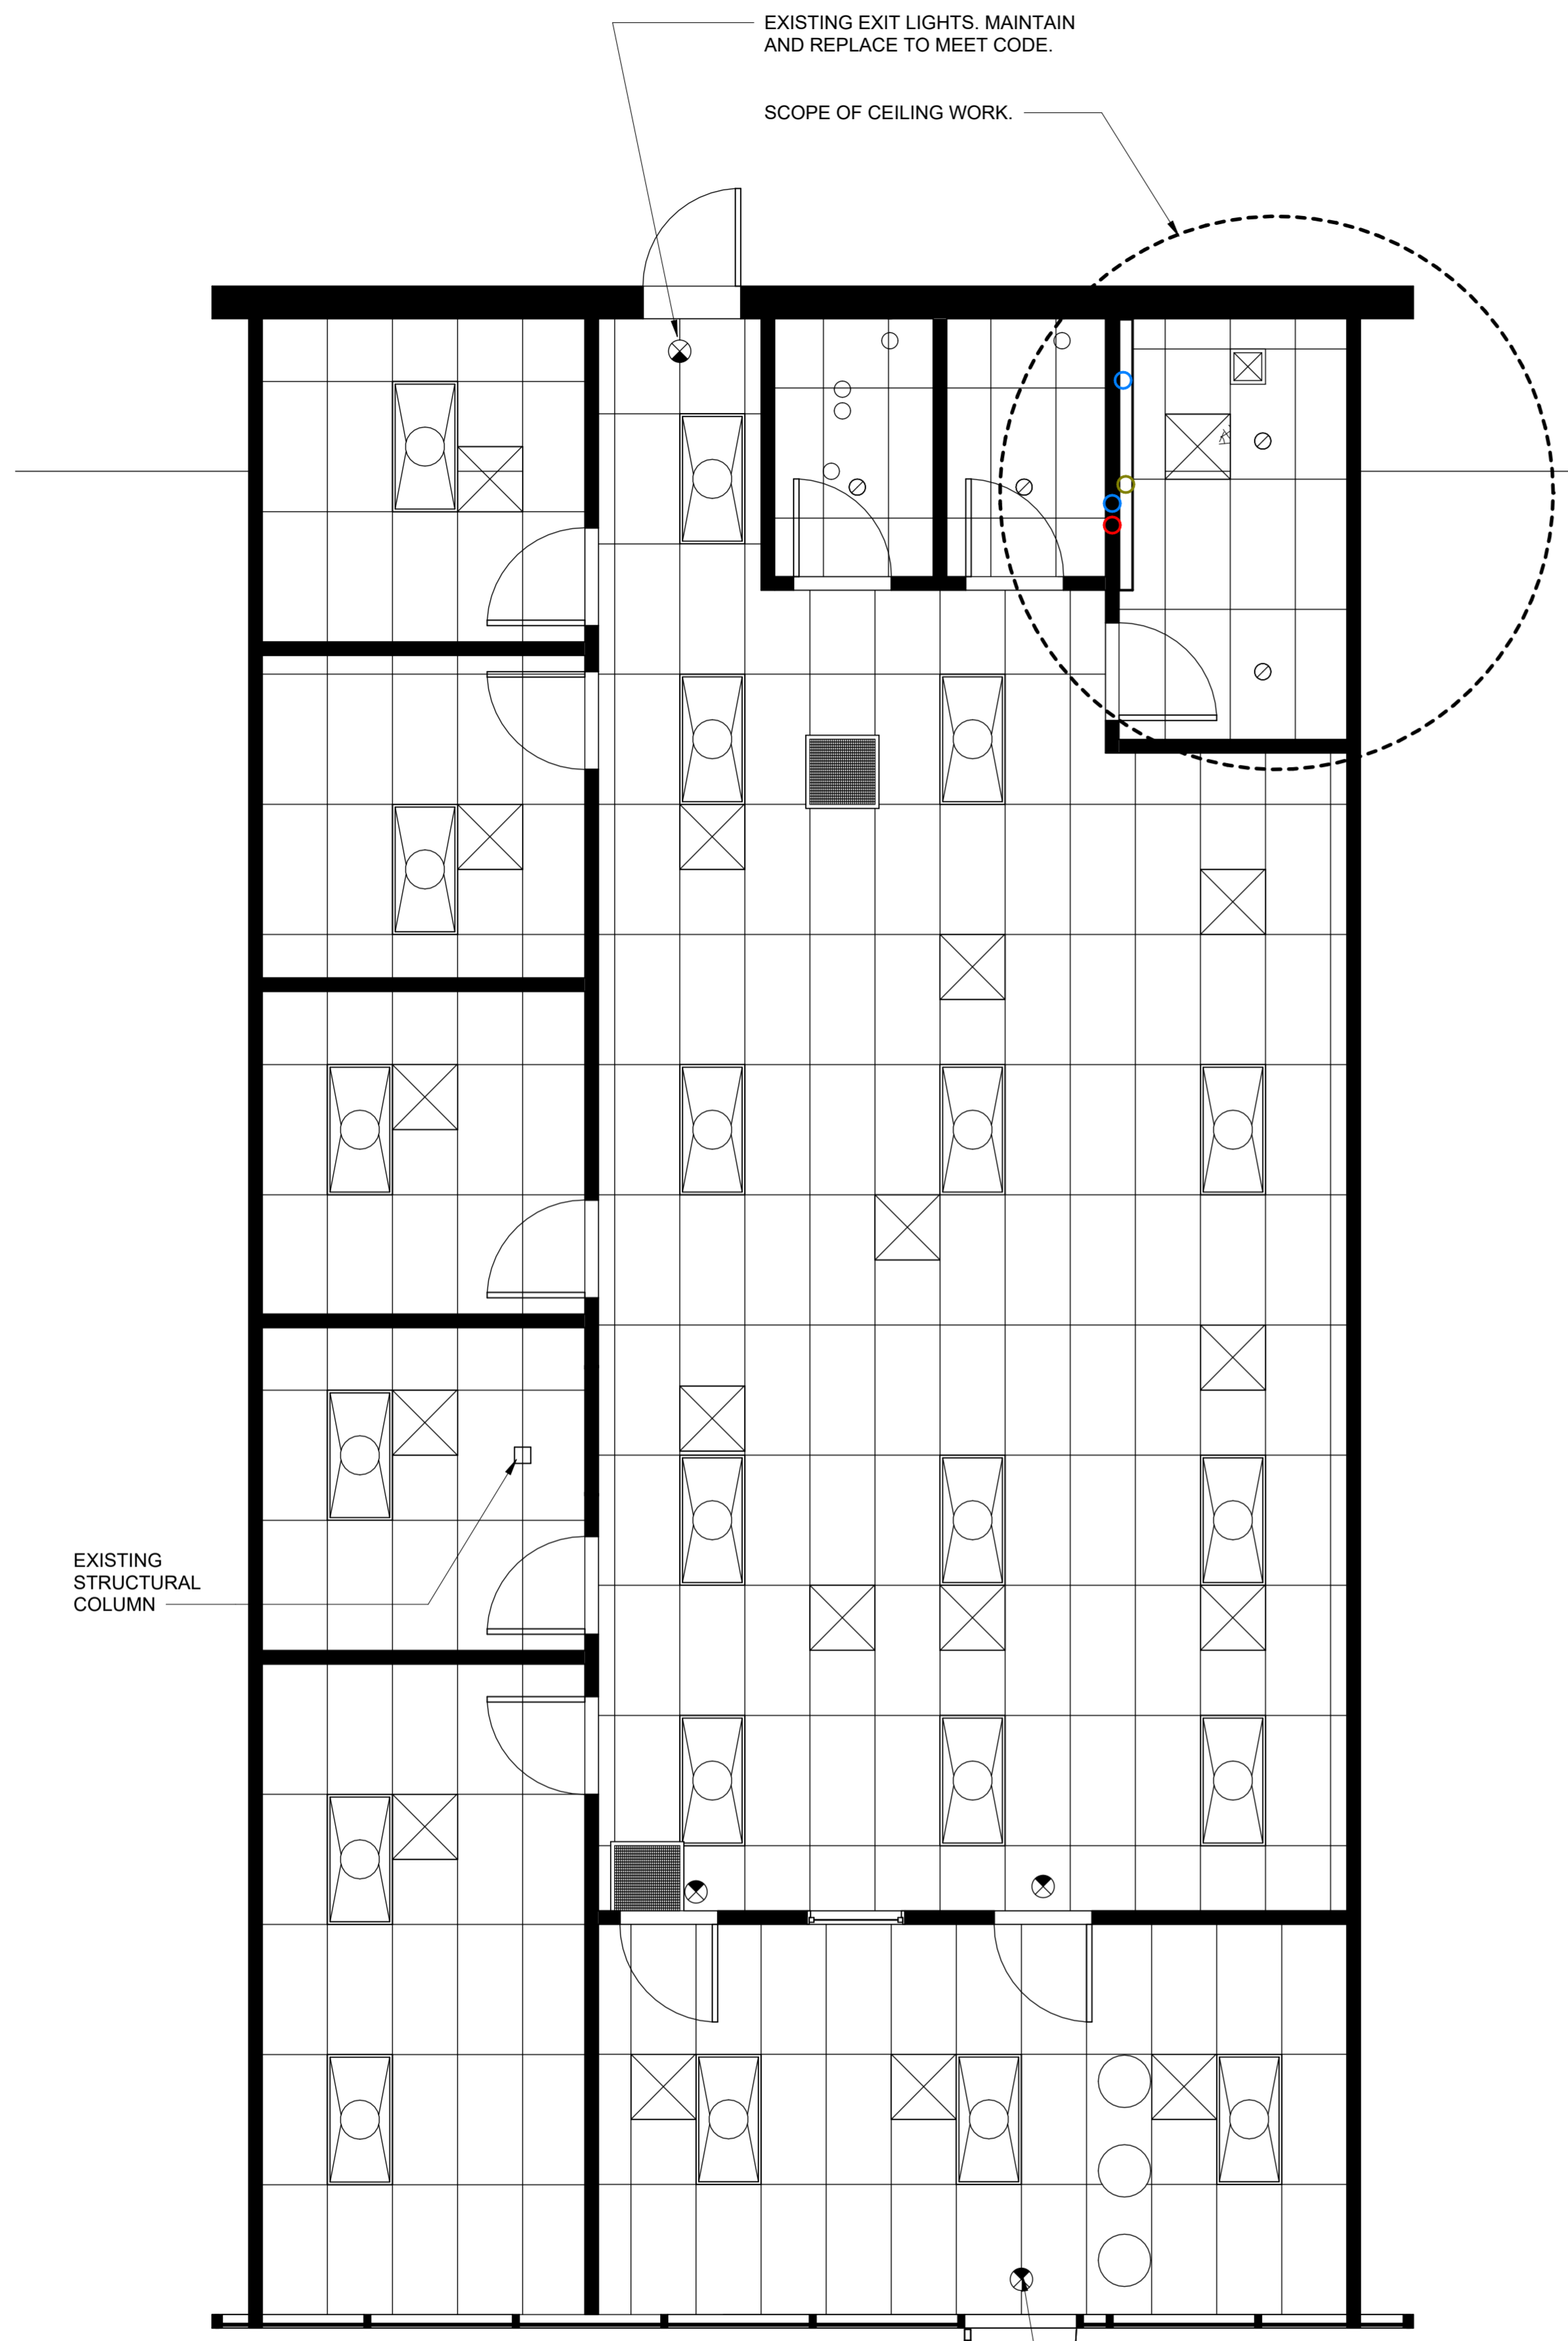 EXISTING EXIT LIGHTS. MAINTAIN
AND REPLACE TO MEET CODE.
SCOPE OF CEILING WORK.
EXISTING
STRUCTURAL
COLUMN